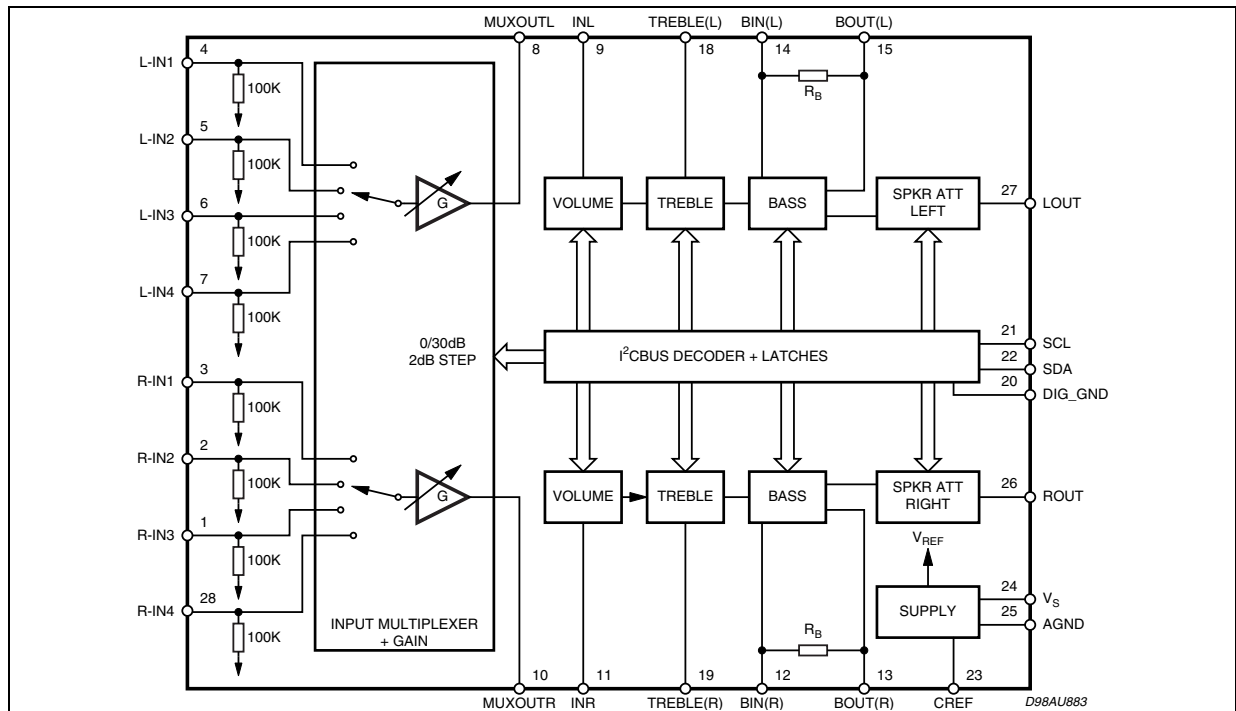 MUXOUTL INL TREBLE(L) BIN(L) BOUT(L)
8 9 18 14 15
L-IN1 4
100K
R_B
L-IN2 5
100K
L-IN3 6
100K
G
VOLUME TREBLE BASS SPKR ATT
LEFT
27 LOUT
L-IN4 7
100K
0/30dB
2dB STEP
I²CBUS DECODER + LATCHES
21 SCL
22 SDA
20 DIG_GND
R-IN1 3
100K
R-IN2 2
100K
G
VOLUME TREBLE BASS SPKR ATT
RIGHT
26 ROUT
R-IN3 1
100K
V_REF
R-IN4 28
100K
SUPPLY
24 V_S
25 AGND
INPUT MULTIPLEXER
+ GAIN
R_B
10 11 19 12 13 23
MUXOUTR INR TREBLE(R) BIN(R) BOUT(R) CREF D98AU883